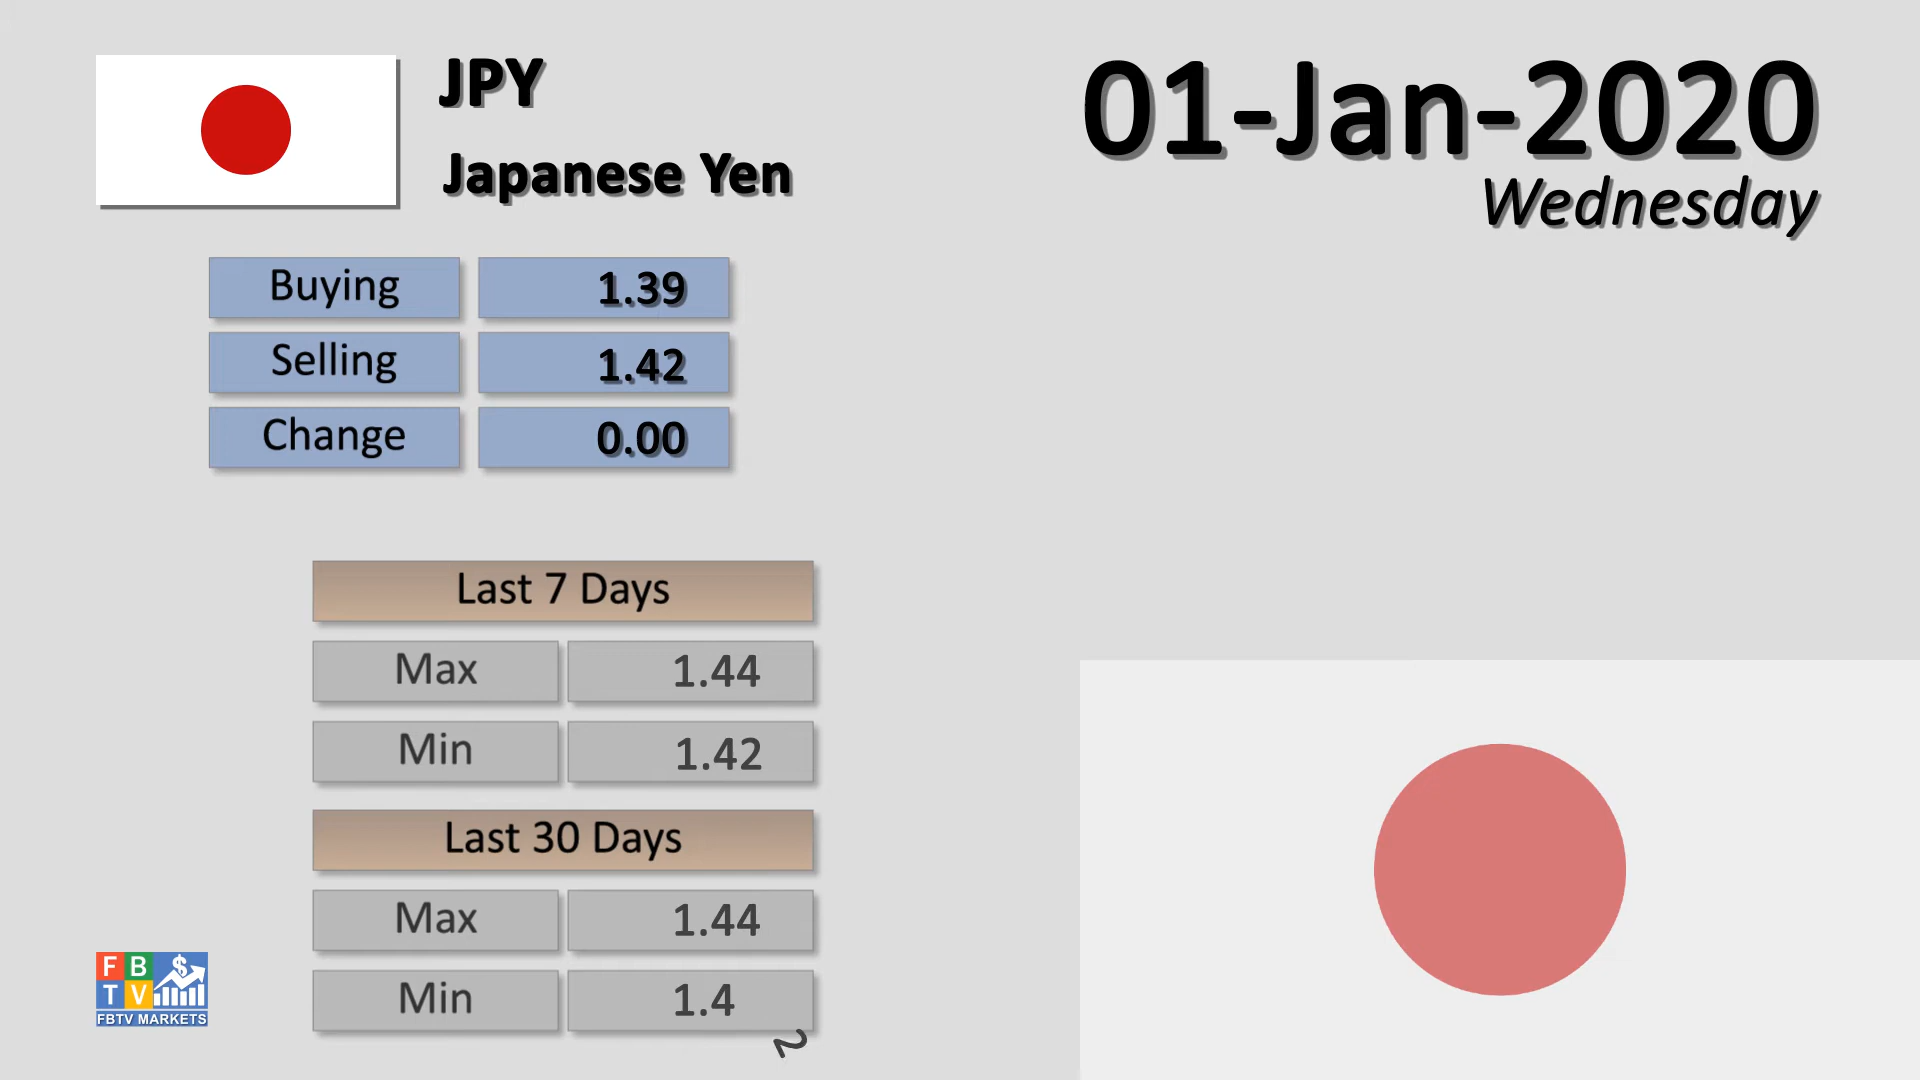 JPY
Japanese Yen
01-Jan-2020
Wednesday
Buying 1.39
Selling 1.42
Change 0.00
Last 7 Days
Max 1.44
Min 1.42
Last 30 Days
Max 1.44
Min 1.42
F B
T V
$
FBTV MARKETS